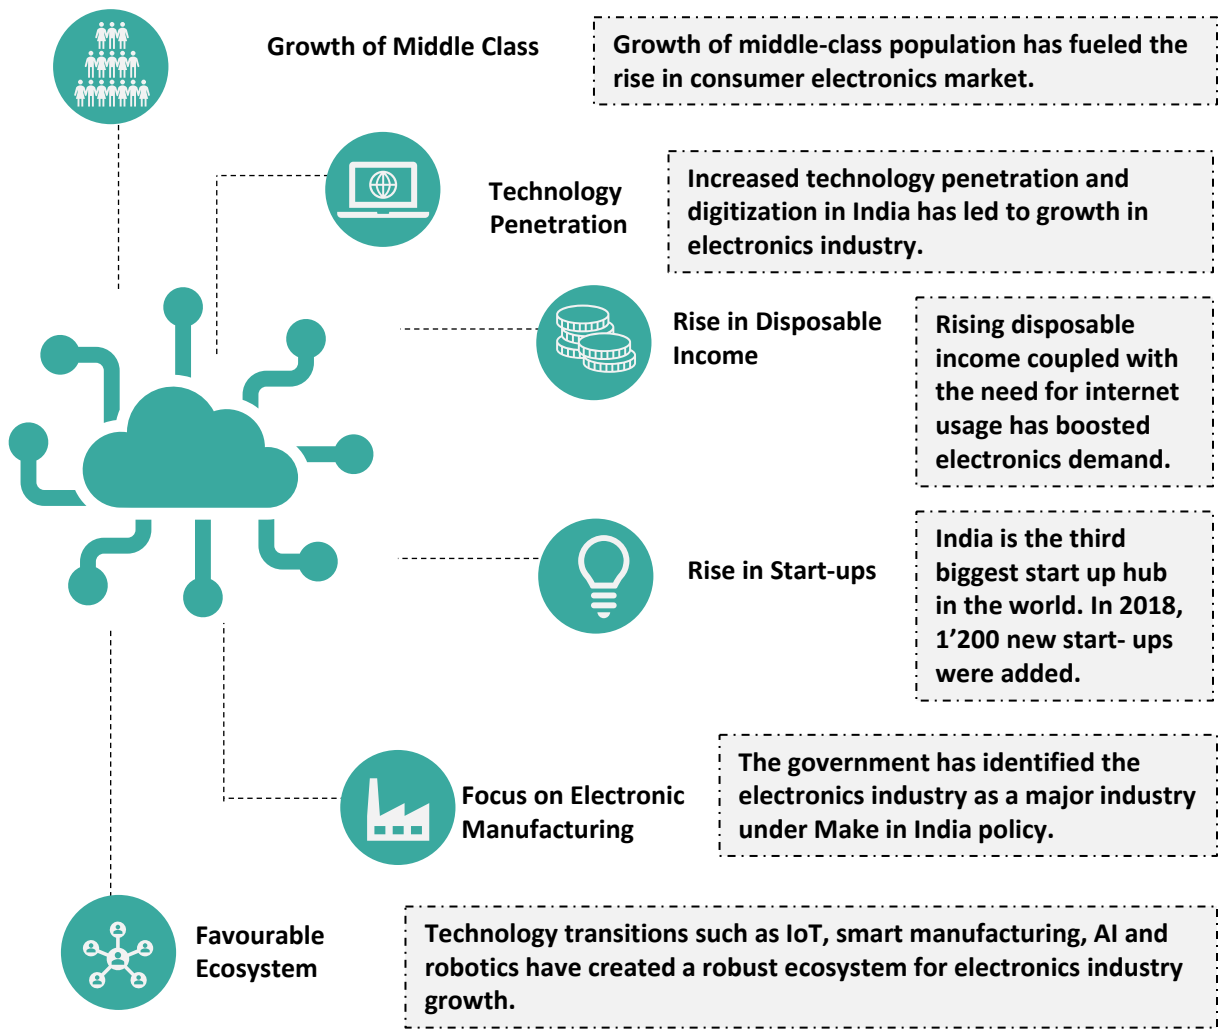 Growth of Middle Class
Growth of middle-class population has fueled the
rise in consumer electronics market.
Technology
Penetration
Increased technology penetration and
digitization in India has led to growth in
electronics industry.
Rise in Disposable
Income
Rising disposable
income coupled with
the need for internet
usage has boosted
electronics demand.
Rise in Start-ups
India is the third
biggest start up hub
in the world. In 2018,
1’200 new start- ups
were added.
Focus on Electronic
Manufacturing
The government has identified the
electronics industry as a major industry
under Make in India policy.
Favourable
Ecosystem
Technology transitions such as IoT, smart manufacturing, AI and
robotics have created a robust ecosystem for electronics industry
growth.